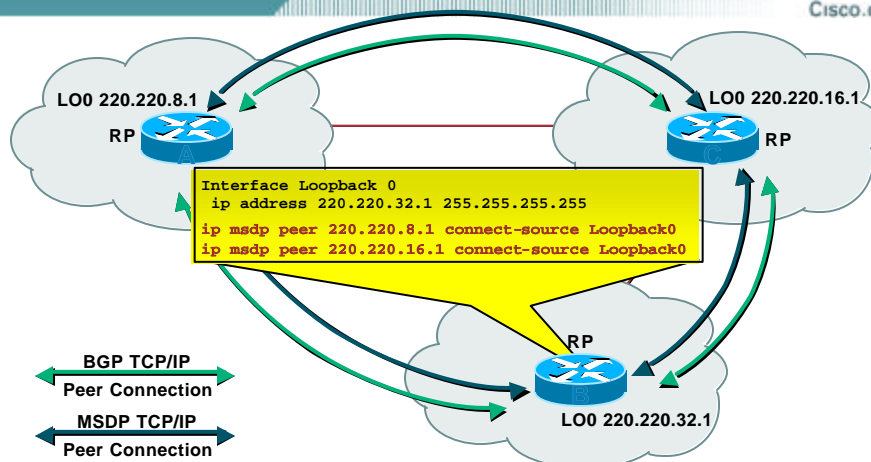 Cisco.
LO0 220.220.8.1
LO0 220.220.16.1
RP
RP
A
C
Interface Loopback 0
ip address 220.220.32.1 255.255.255.255
ip msdp peer 220.220.8.1 connect-source Loopback0
ip msdp peer 220.220.16.1 connect-source Loopback0
RP
B
LO0 220.220.32.1
BGP TCP/IP
Peer Connection
MSDP TCP/IP
Peer Connection